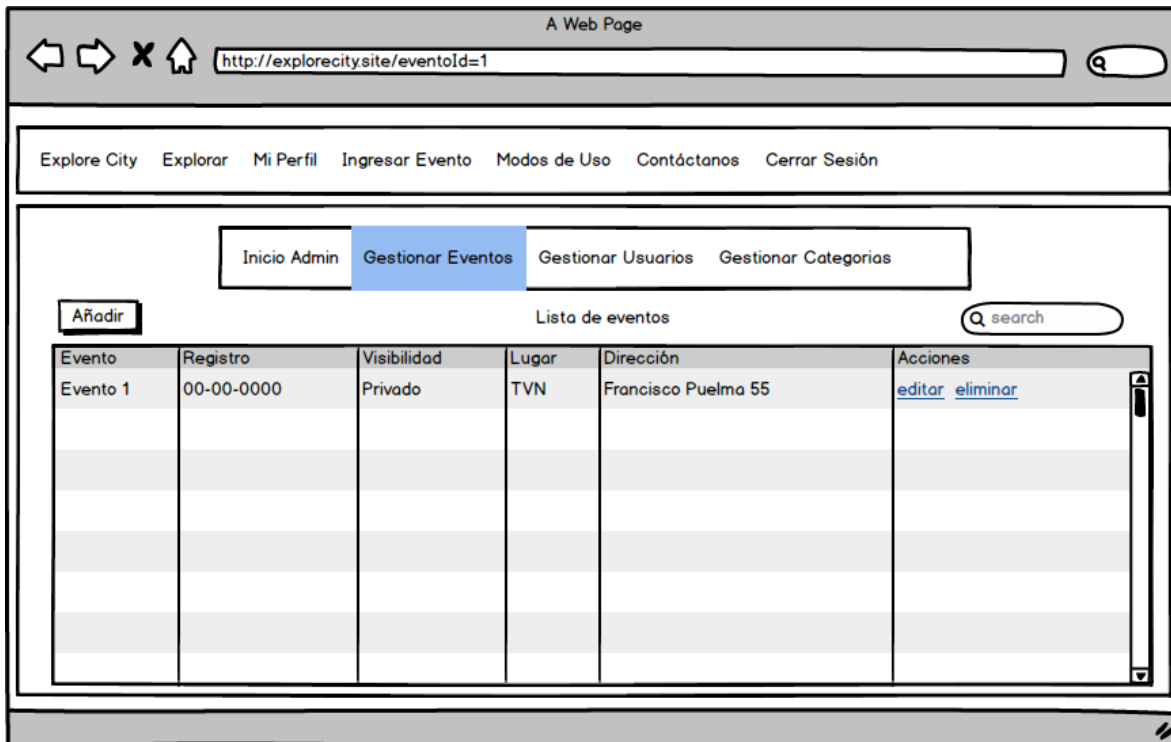 A Web Page
http://explorecity.site/eventoId=1
Explore City Explorar Mi Perfil Ingresar Evento Modos de Uso Contáctanos Cerrar Sesión
Inicio Admin Gestionar Eventos Gestionar Usuarios Gestionar Categorias
Añadir Lista de eventos search
Evento Registro Visibilidad Lugar Dirección Acciones
Evento 1 00-00-0000 Privado TVN Francisco Puelma 55 editar eliminar